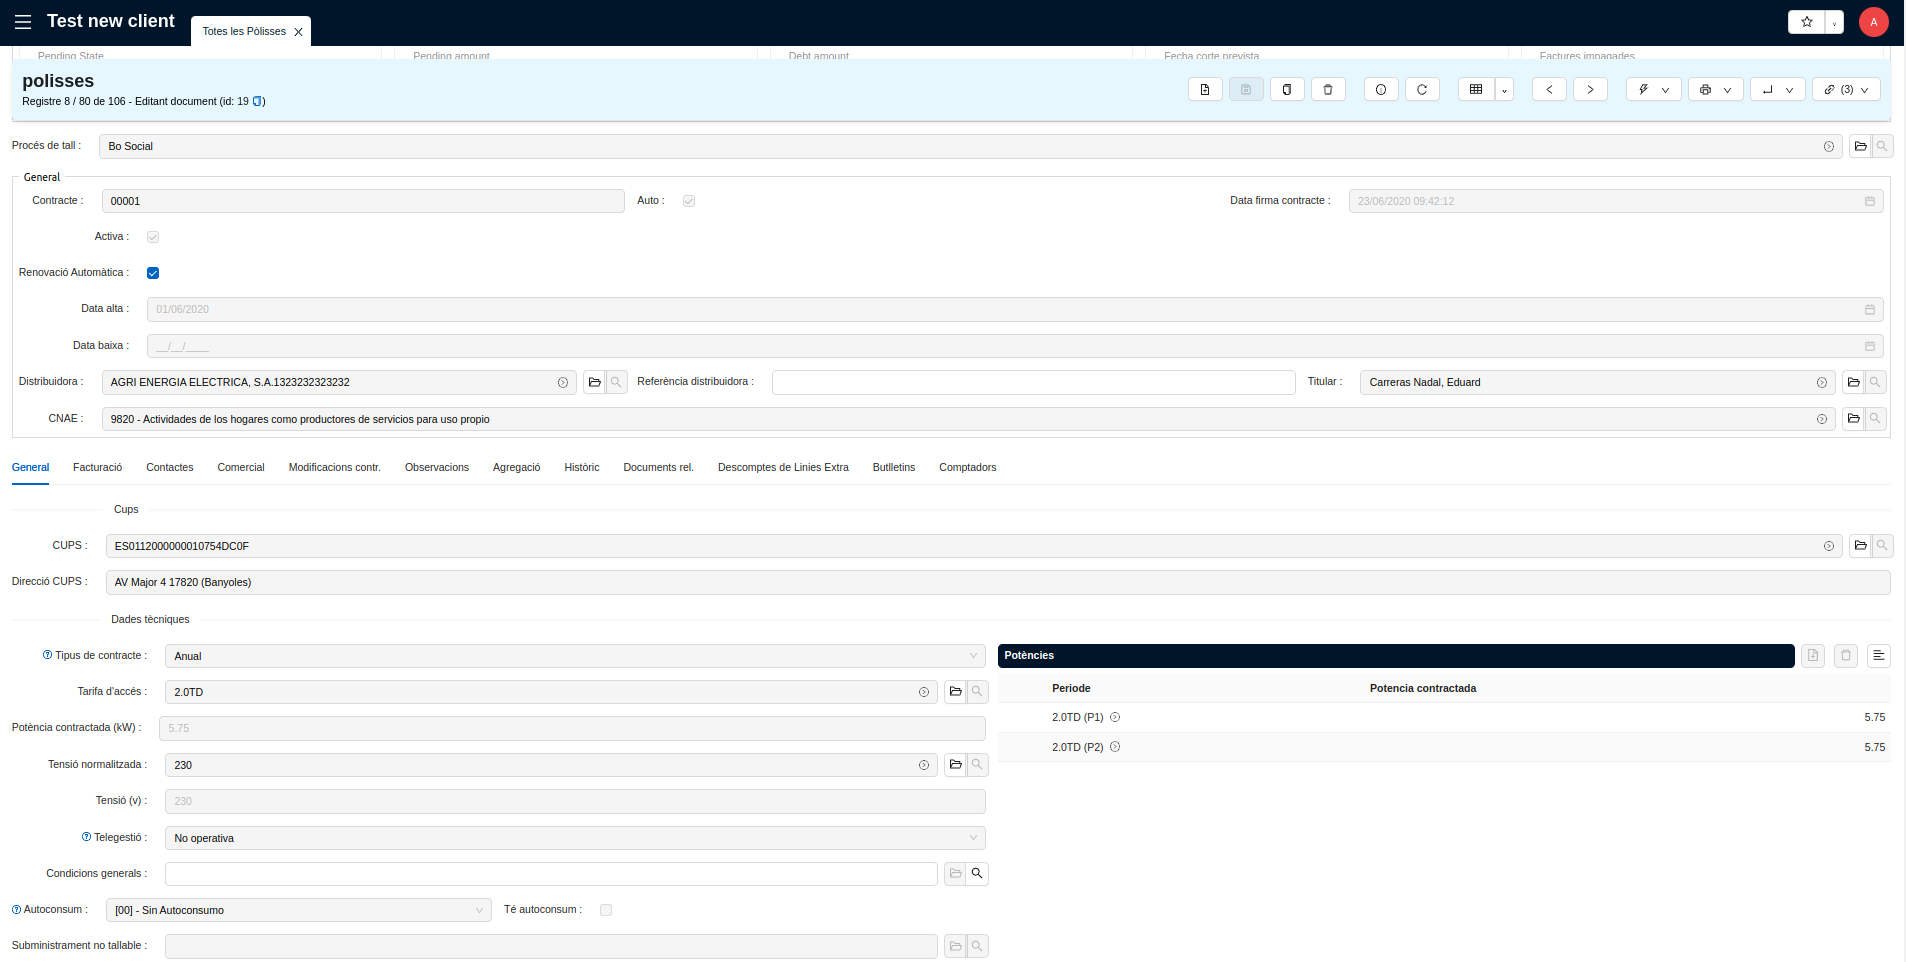 Test new client
Totes les Pòlisses
A
Pending State
Pending amount
Debt amount
Fecha corte prevista
Factures impagades
polisses
Registre 8 / 80 de 106 - Editant document (id: 19 )
(3)
Procés de tall :
Bo Social
General
Contracte :
00001
Auto :
Data firma contracte :
23/06/2020 09:42:12
Activa :
Renovació Automàtica :
Data alta :
01/06/2020
Data baixa :
__/__/____
Distribuidora :
AGRI ENERGIA ELECTRICA, S.A.1323232323232
Referència distribuidora :
Titular :
Carreras Nadal, Eduard
CNAE :
9820 - Actividades de los hogares como productores de servicios para uso propio
General
Facturació
Contactes
Comercial
Modificacions contr.
Observacions
Agregació
Històric
Documents rel.
Descomptes de Linies Extra
Butlletins
Comptadors
Cups
CUPS :
ES0112000000010754DC0F
Direcció CUPS :
AV Major 4 17820 (Banyoles)
Dades tècniques
Tipus de contracte :
Anual
Tarifa d'accés :
2.0TD
Potència contractada (kW) :
5.75
Tensió normalitzada :
230
Tensió (v) :
230
Telegestió :
No operativa
Condicions generals :
Autoconsum :
[00] - Sin Autoconsumo
Té autoconsum :
Subministrament no tallable :
Potències
Periode
Potencia contractada
2.0TD (P1)
5.75
2.0TD (P2)
5.75